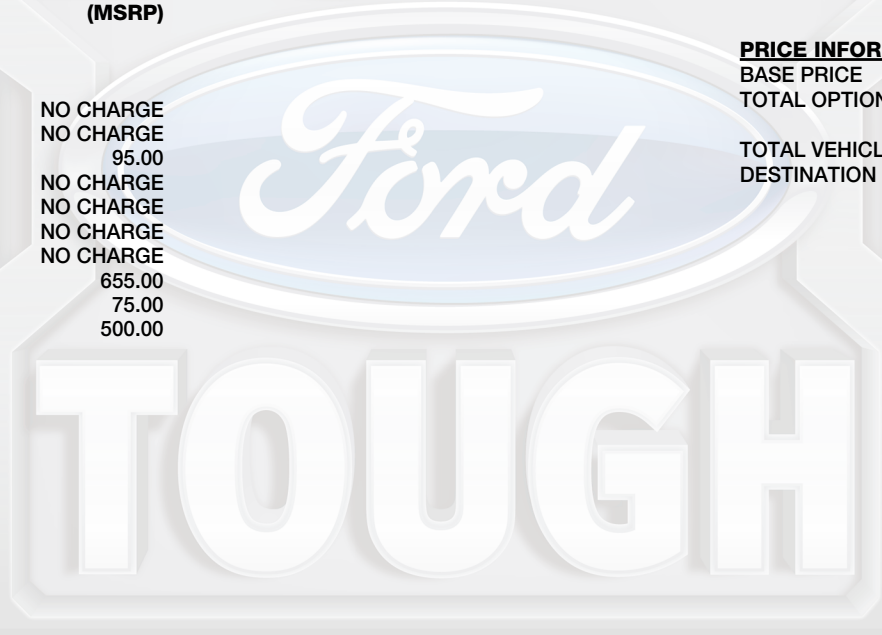 (MSRP)
NO CHARGE
NO CHARGE
95.00
NO CHARGE
NO CHARGE
NO CHARGE
NO CHARGE
655.00
75.00
500.00
PRICE INFOR
BASE PRICE
TOTAL OPTION
TOTAL VEHICL
DESTINATION
Ford
TOUGH